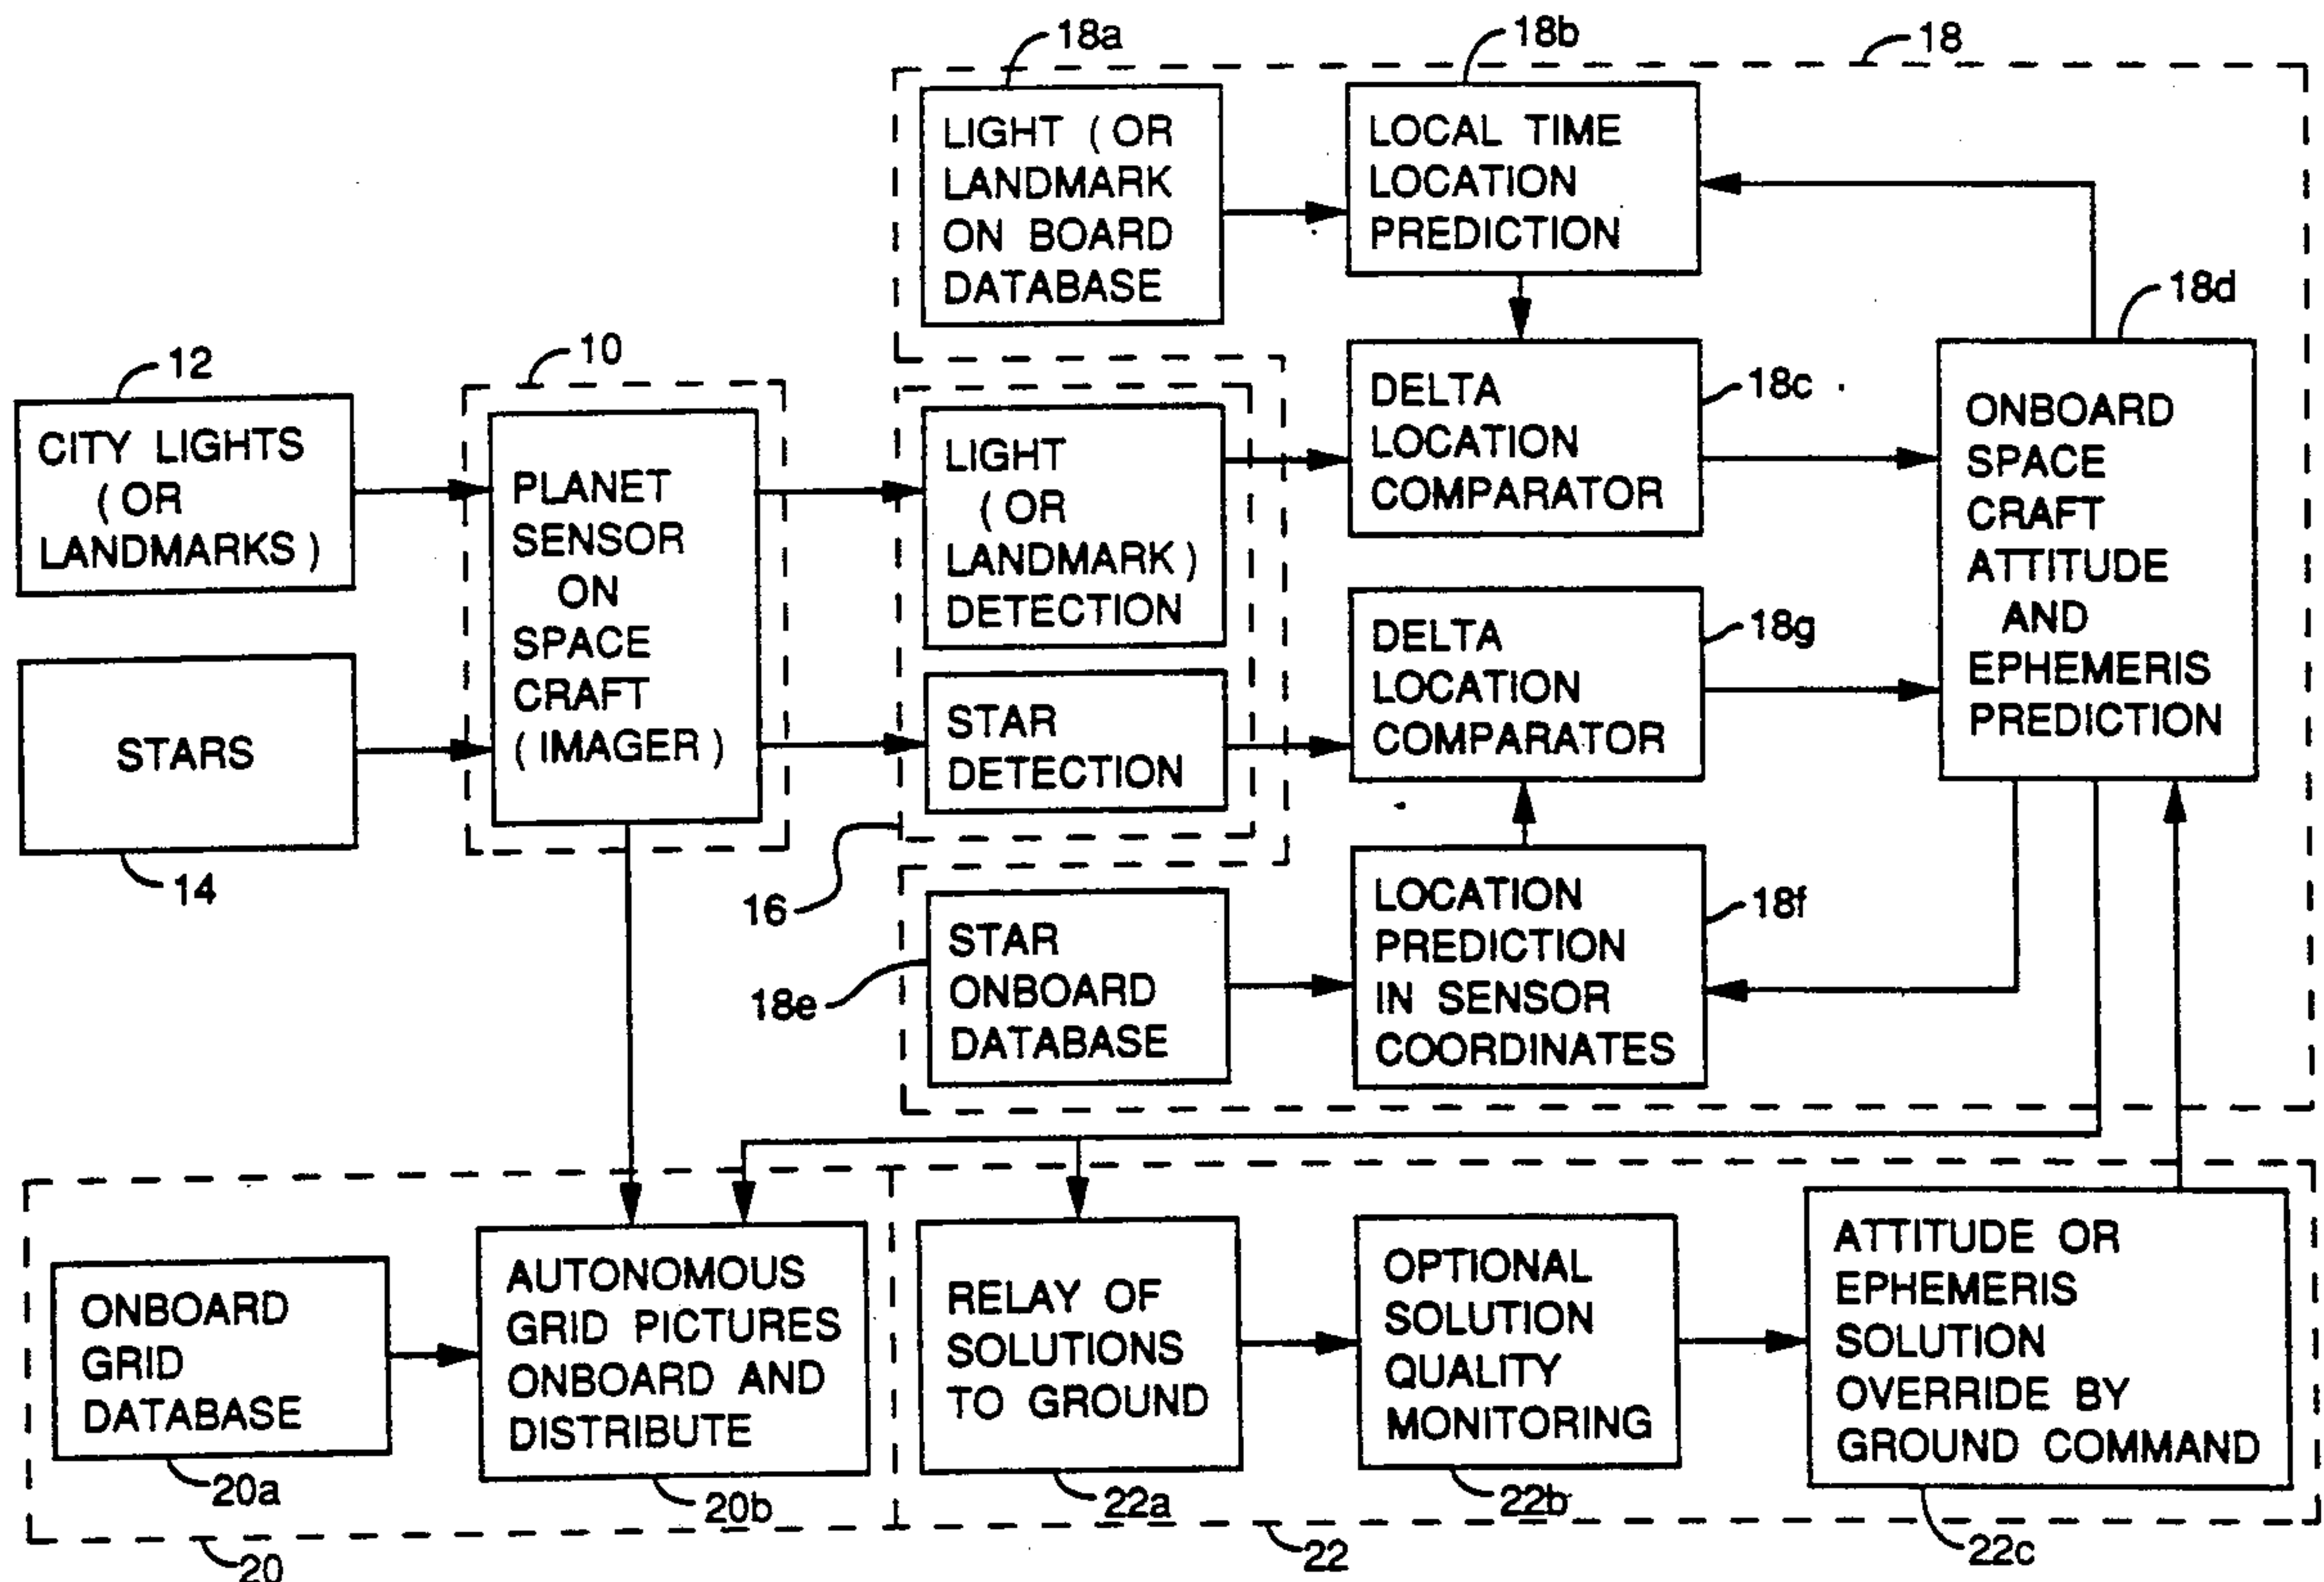 18a
18b
18
LIGHT (OR
LANDMARK
ON BOARD
DATABASE
LOCAL TIME
LOCATION
PREDICTION
18d
12
10
CITY LIGHTS
(OR
LANDMARKS)
PLANET
SENSOR
ON
SPACE
CRAFT
(IMAGER)
LIGHT
(OR
LANDMARK)
DETECTION
DELTA
LOCATION
COMPARATOR
18c
ONBOARD
SPACE
CRAFT
ATTITUDE
AND
EPHEMERIS
PREDICTION
STARS
14
STAR
DETECTION
16
DELTA
LOCATION
COMPARATOR
18g
STAR
ONBOARD
DATABASE
18e
LOCATION
PREDICTION
IN SENSOR
COORDINATES
18f
ONBOARD
GRID
DATABASE
20a
AUTONOMOUS
GRID PICTURES
ONBOARD AND
DISTRIBUTE
20b
RELAY OF
SOLUTIONS
TO GROUND
22a
OPTIONAL
SOLUTION
QUALITY
MONITORING
22b
ATTITUDE OR
EPHEMERIS
SOLUTION
OVERRIDE BY
GROUND COMMAND
22c
20
22